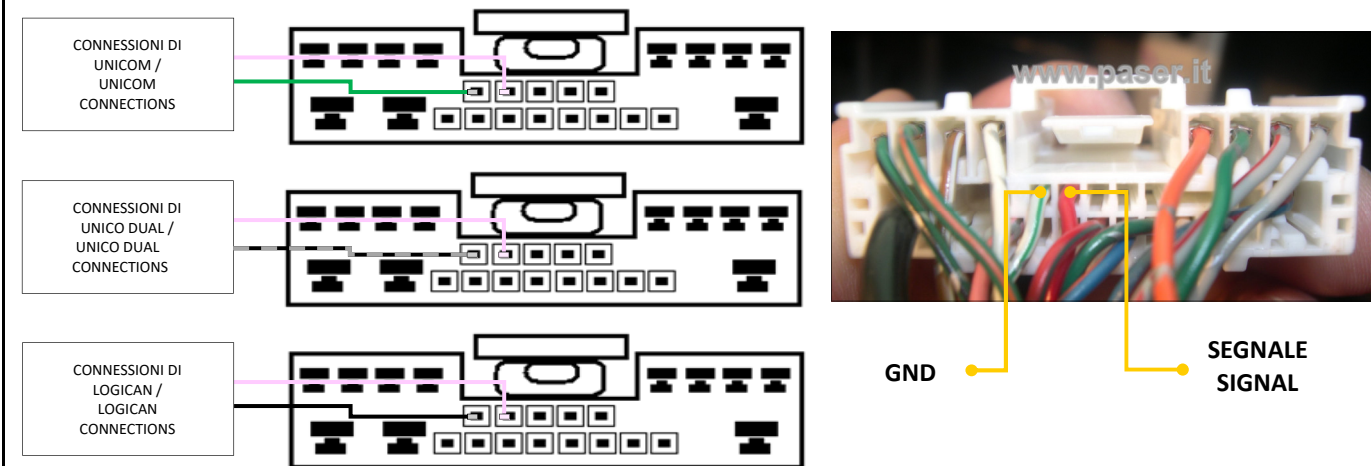 CONNESSIONI DI
UNICOM /
UNICOM
CONNECTIONS
CONNESSIONI DI
UNICO DUAL /
UNICO DUAL
CONNECTIONS
CONNESSIONI DI
LOGICAN /
LOGICAN
CONNECTIONS
www.paser.it
GND
SEGNALE
SIGNAL